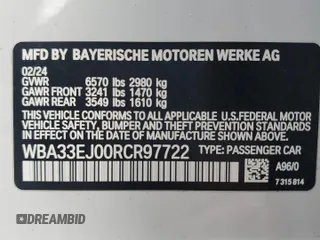 MFD BY BAYERISCHE MOTOREN WERKE AG
02/24
GVWR 6570 lbs 2980 kg
GAWR FRONT 3241 lbs 1470 kg
GAWR REAR 3549 lbs 1610 kg
THIS VEHICLE CONFORMS TO ALL APPLICABLE U.S. FEDERAL MOTOR
VEHICLE SAFETY, BUMPER, AND THEFT PREVENTION STANDARDS
IN EFFECT ON THE DATE OF MANUFACTURE SHOWN ABOVE.
WBA33EJ00RCR97722 TYPE: PASSENGER CAR
A96/0
7 315 814
DREAMBID